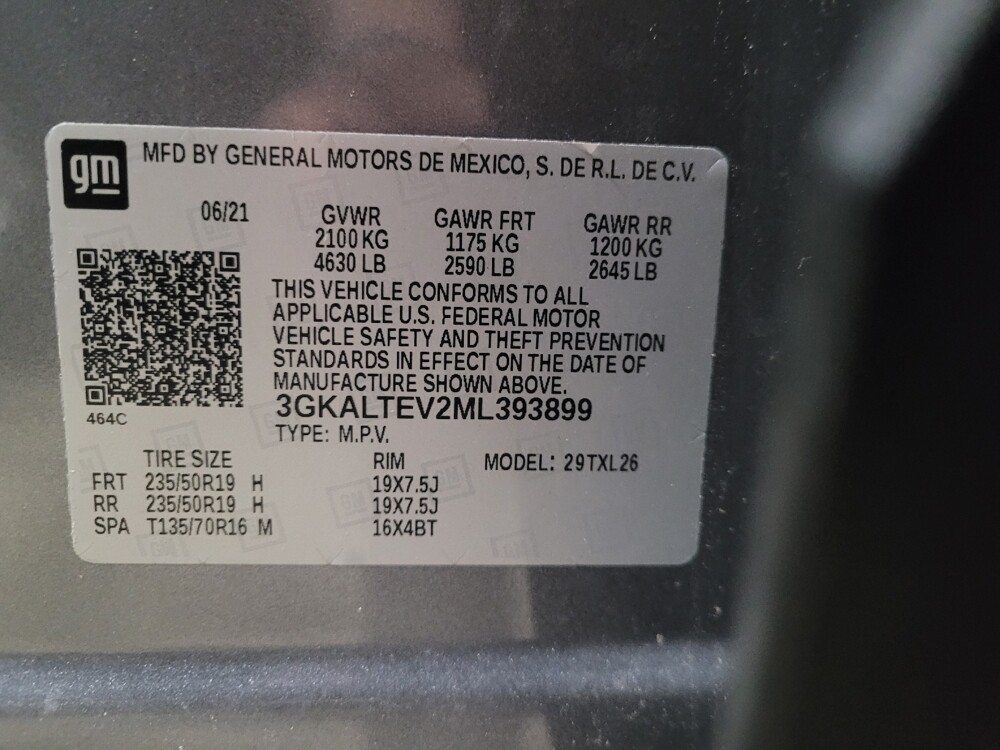 gm MFD BY GENERAL MOTORS DE MEXICO, S. DE R.L. DE C.V.
06/21 GVWR GAWR FRT GAWR RR
2100 KG 1175 KG 1200 KG
4630 LB 2590 LB 2645 LB
THIS VEHICLE CONFORMS TO ALL
APPLICABLE U.S. FEDERAL MOTOR
VEHICLE SAFETY AND THEFT PREVENTION
STANDARDS IN EFFECT ON THE DATE OF
MANUFACTURE SHOWN ABOVE.
3GKALTEV2ML393899
464C
TYPE: M.P.V.
TIRE SIZE RIM MODEL: 29TXL26
FRT 235/50R19 H 19X7.5J
RR 235/50R19 H 19X7.5J
SPA T135/70R16 M 16X4BT